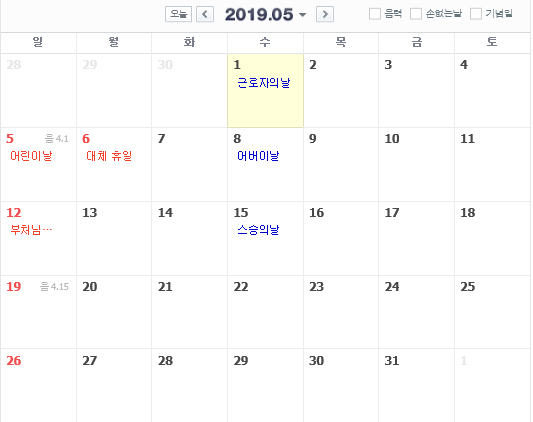 오늘 < 2019.05 > 음력 손없는날 기념일
일 월 화 수 목 금 토
28 29 30 1 2 3 4
근로자의날
5 음 4.1 6 7 8 9 10 11
어린이날 대체 휴일 어버이날
12 13 14 15 16 17 18
부처님… 스승의날
19 음 4.15 20 21 22 23 24 25
26 27 28 29 30 31 1